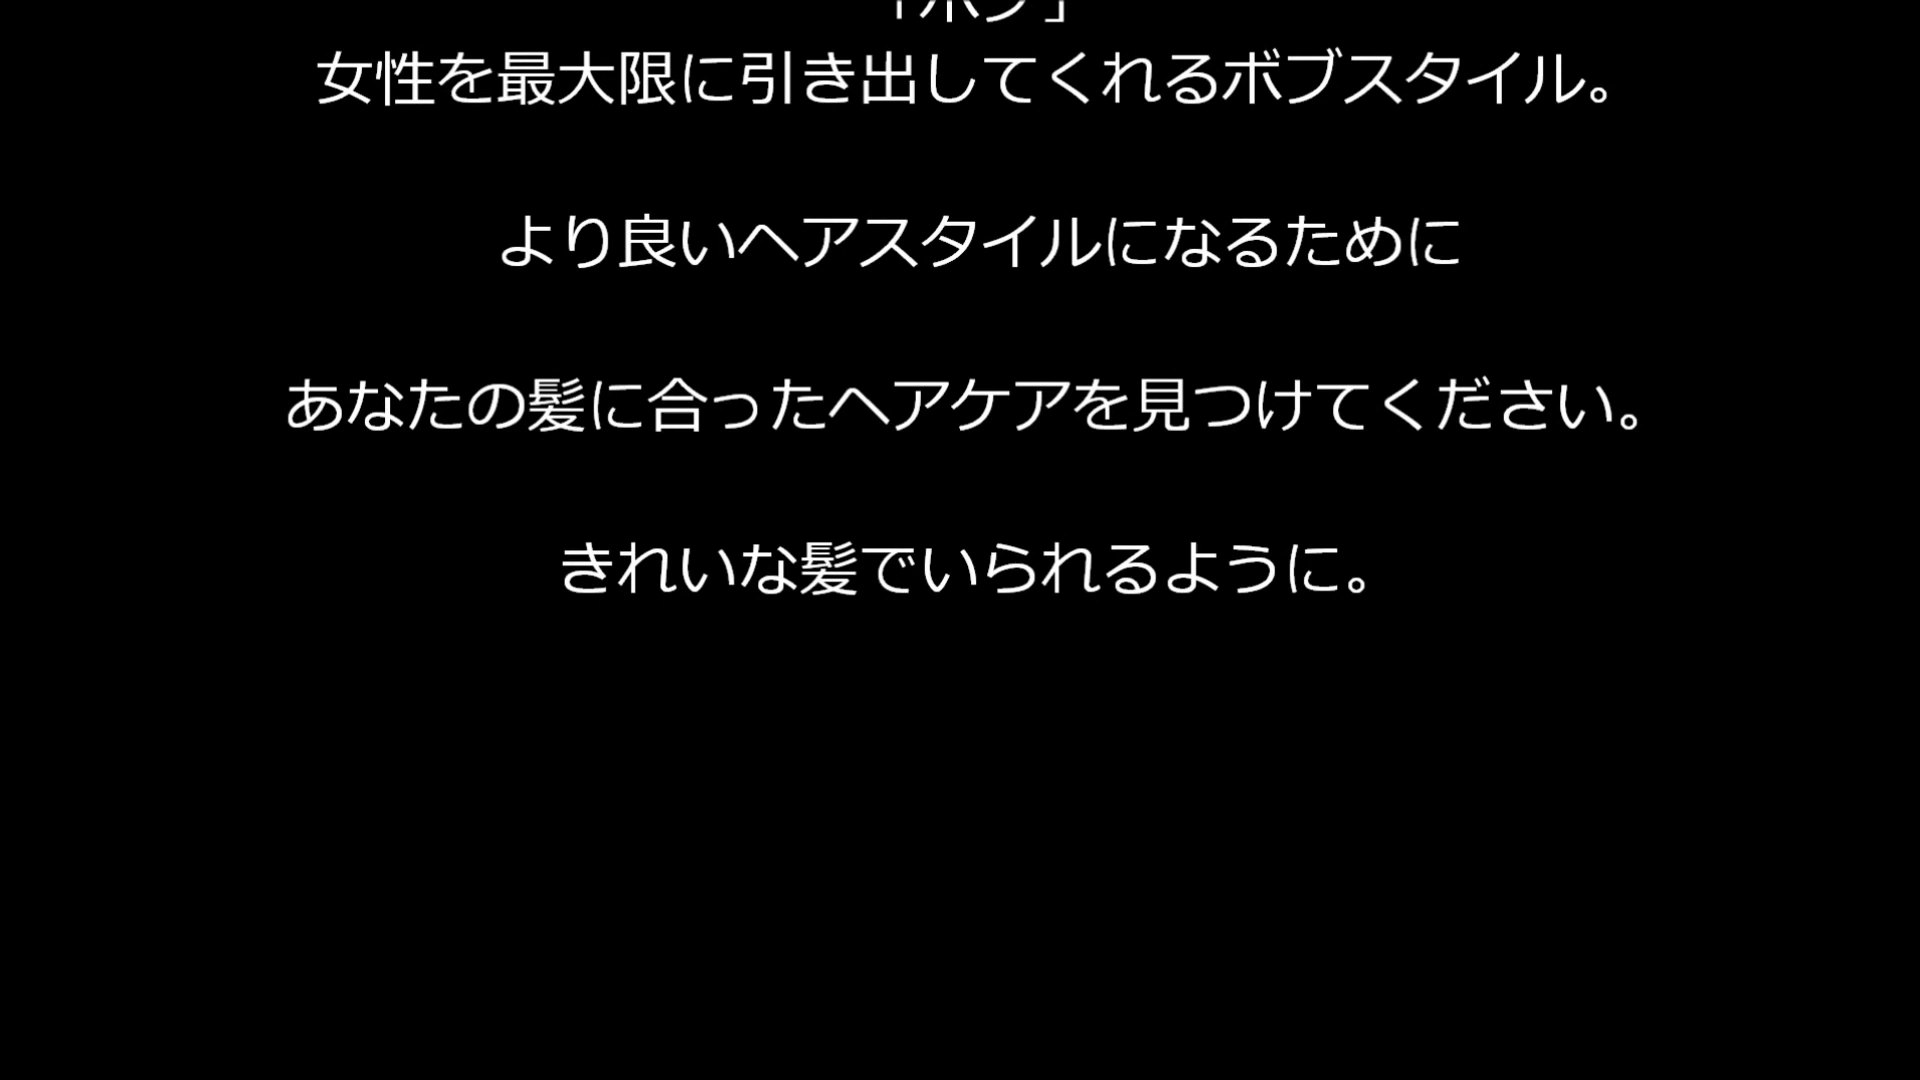 「ボブ」
女性を最大限に引き出してくれるボブスタイル。
より良いヘアスタイルになるために
あなたの髪に合ったヘアケアを見つけてください。
きれいな髪でいられるように。